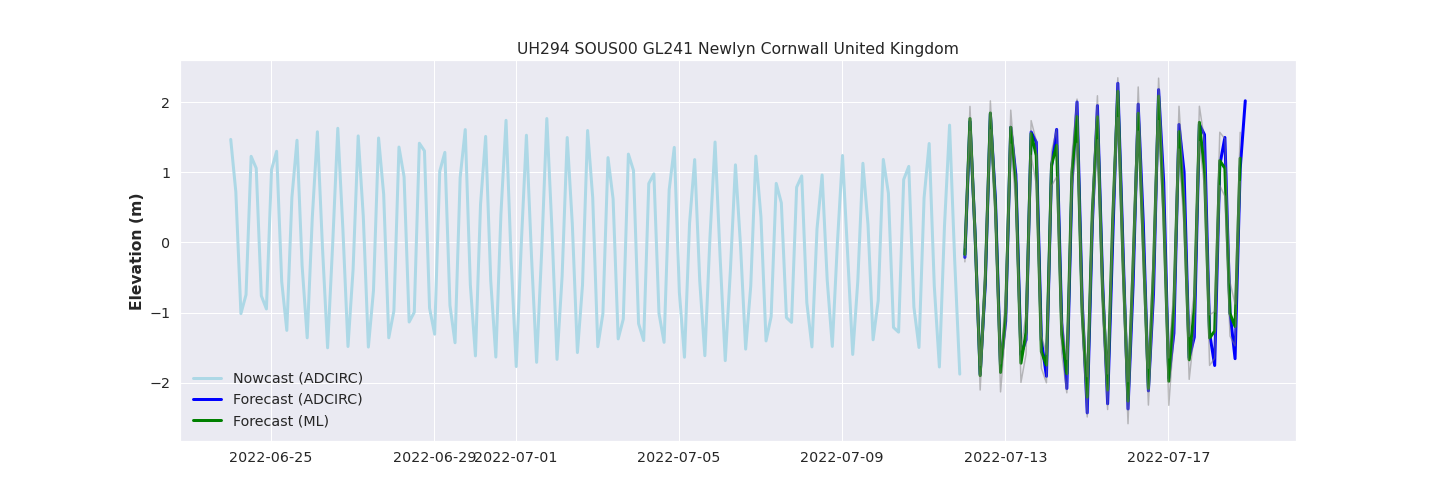 UH294 SOUS00 GL241 Newlyn Cornwall United Kingdom
Elevation (m)
2
1
0
−1
−2
Nowcast (ADCIRC)
Forecast (ADCIRC)
Forecast (ML)
2022-06-25 2022-06-29 2022-07-01 2022-07-05 2022-07-09 2022-07-13 2022-07-17